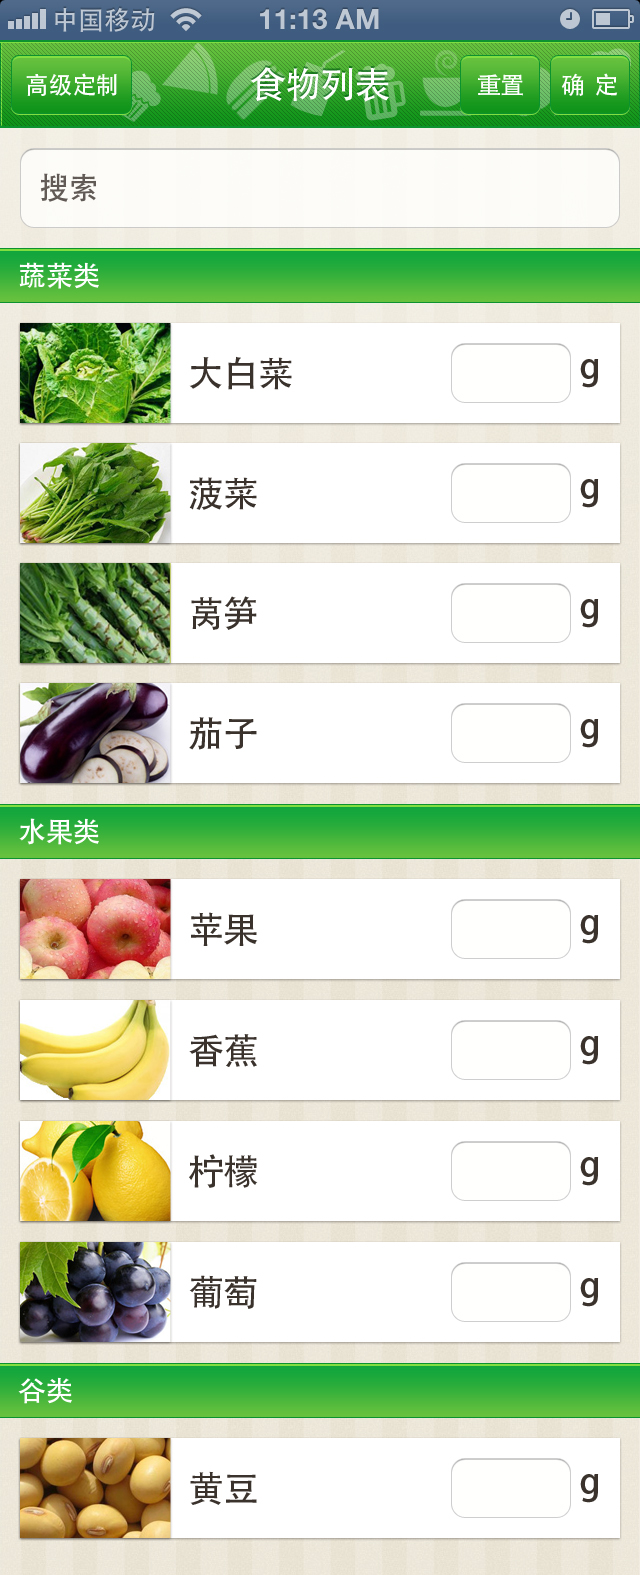 中国移动 11:13 AM
高级定制 食物列表 重置 确 定
搜索
蔬菜类
大白菜 g
菠菜 g
莴笋 g
茄子 g
水果类
苹果 g
香蕉 g
柠檬 g
葡萄 g
谷类
黄豆 g